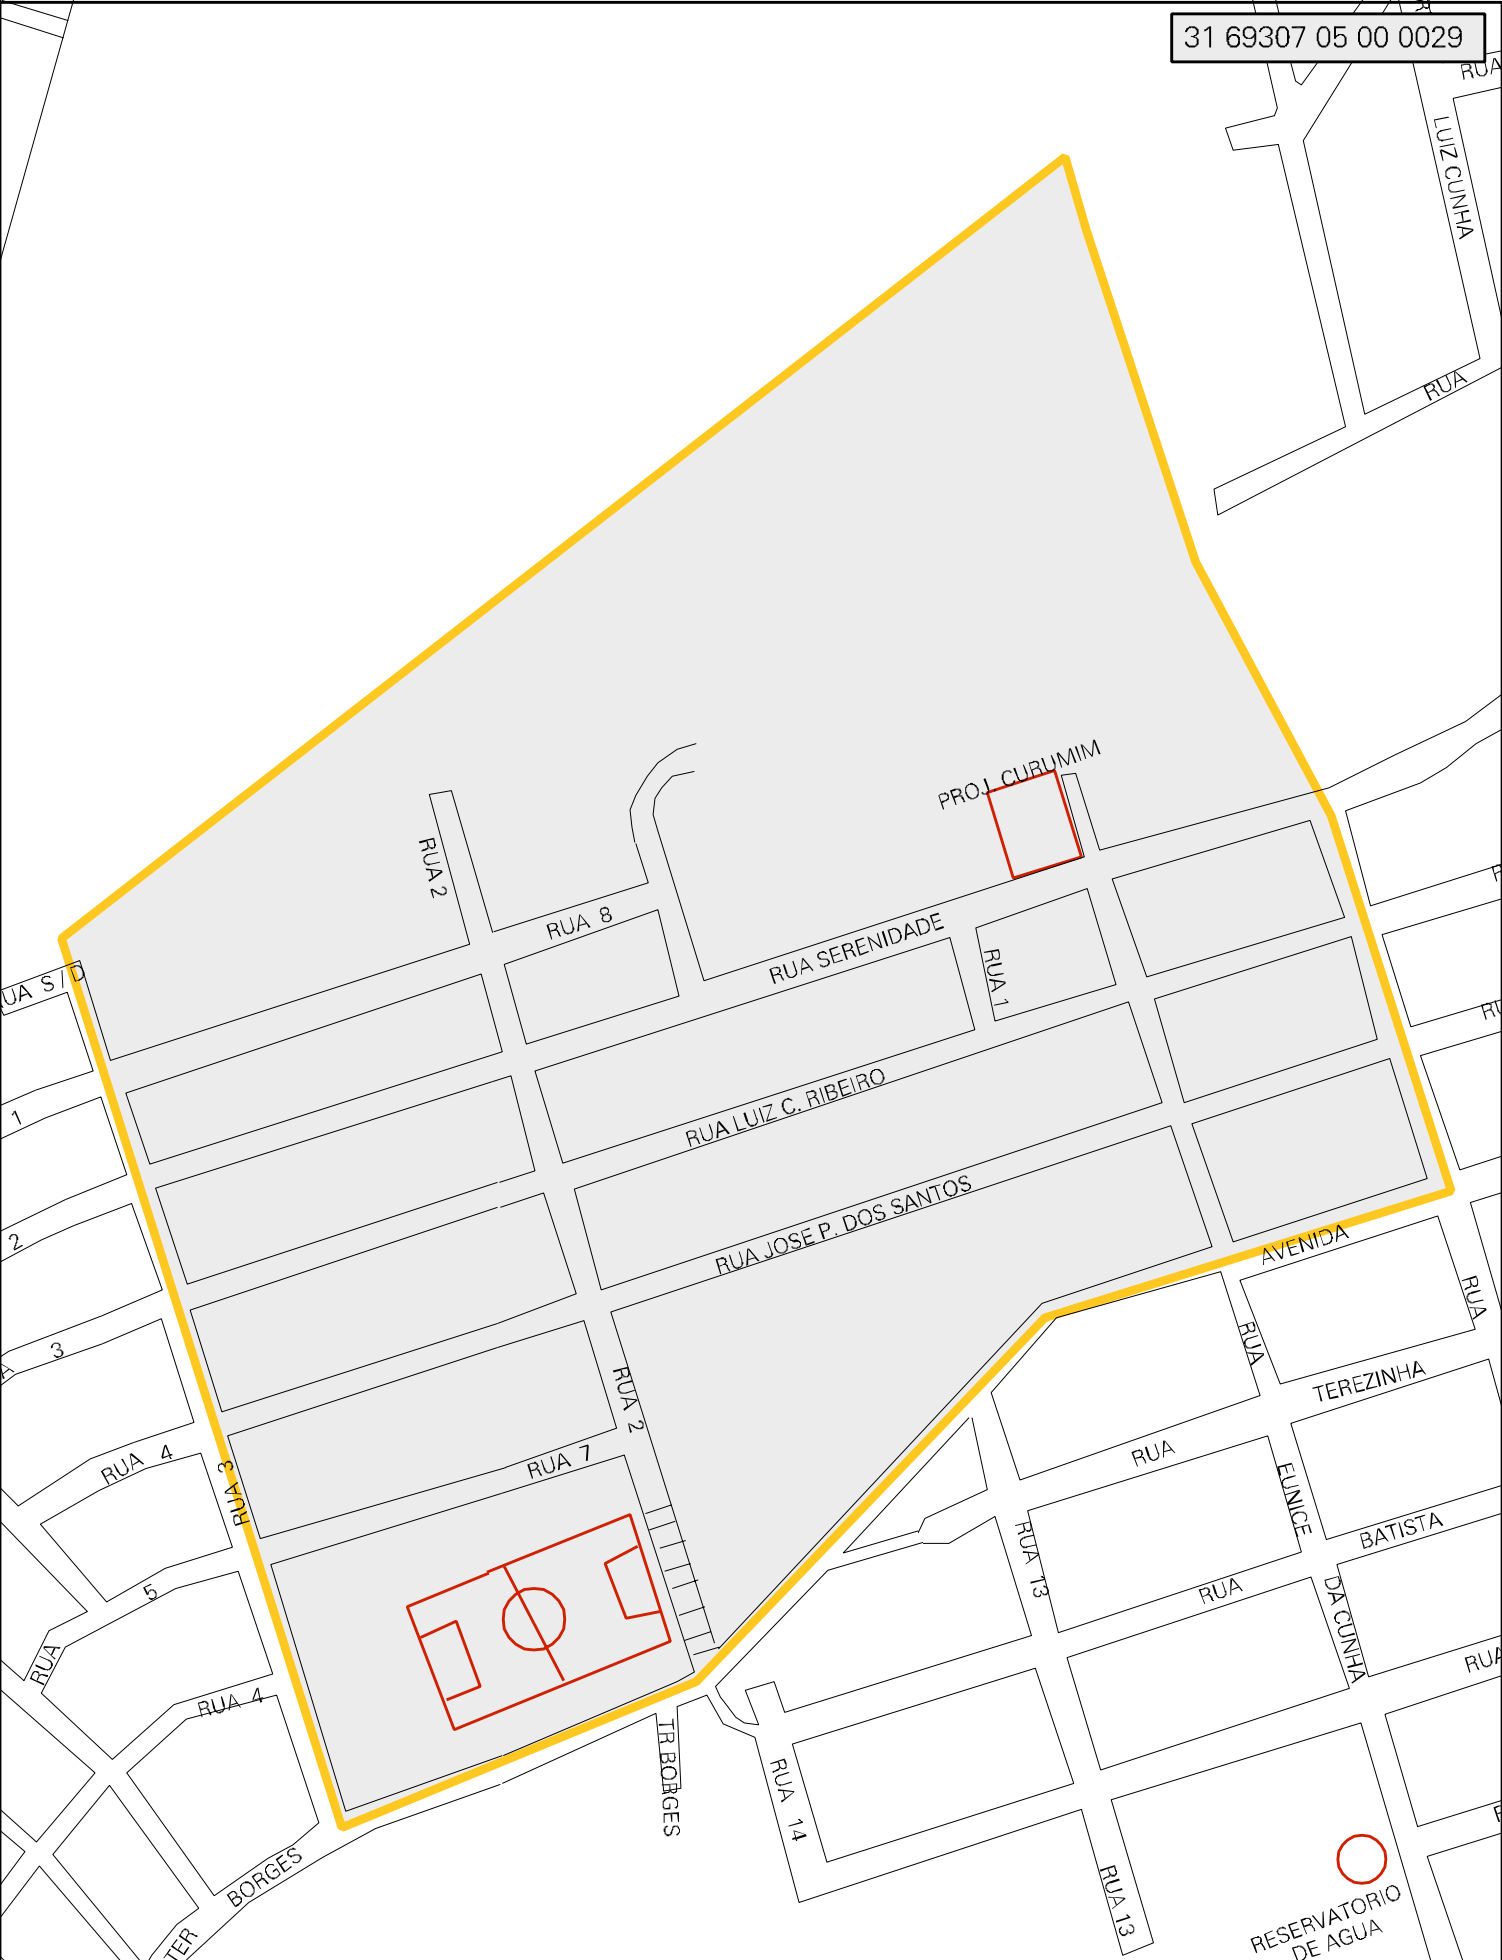 31 69307 05 00 0029
RUA
LUIZ CUNHA
RUA
PROJ. CURUMIM
RUA 2
RUA 8
RUA SERENIDADE
RUA 1
RUA S / D
1
RUA LUIZ C. RIBEIRO
RUA JOSE P. DOS SANTOS
2
AVENIDA
RUA
RUA
3
TEREZINHA
RUA 2
RUA 4
RUA 7
RUA
RUA 3
EUNICE
BATISTA
RUA 13
5
RUA
DA CUNHA
RUA
RUA
RUA 4
TR BORGES
RUA 14
BORGES
RUA 13
RESERVATORIO
DE AGUA
TER